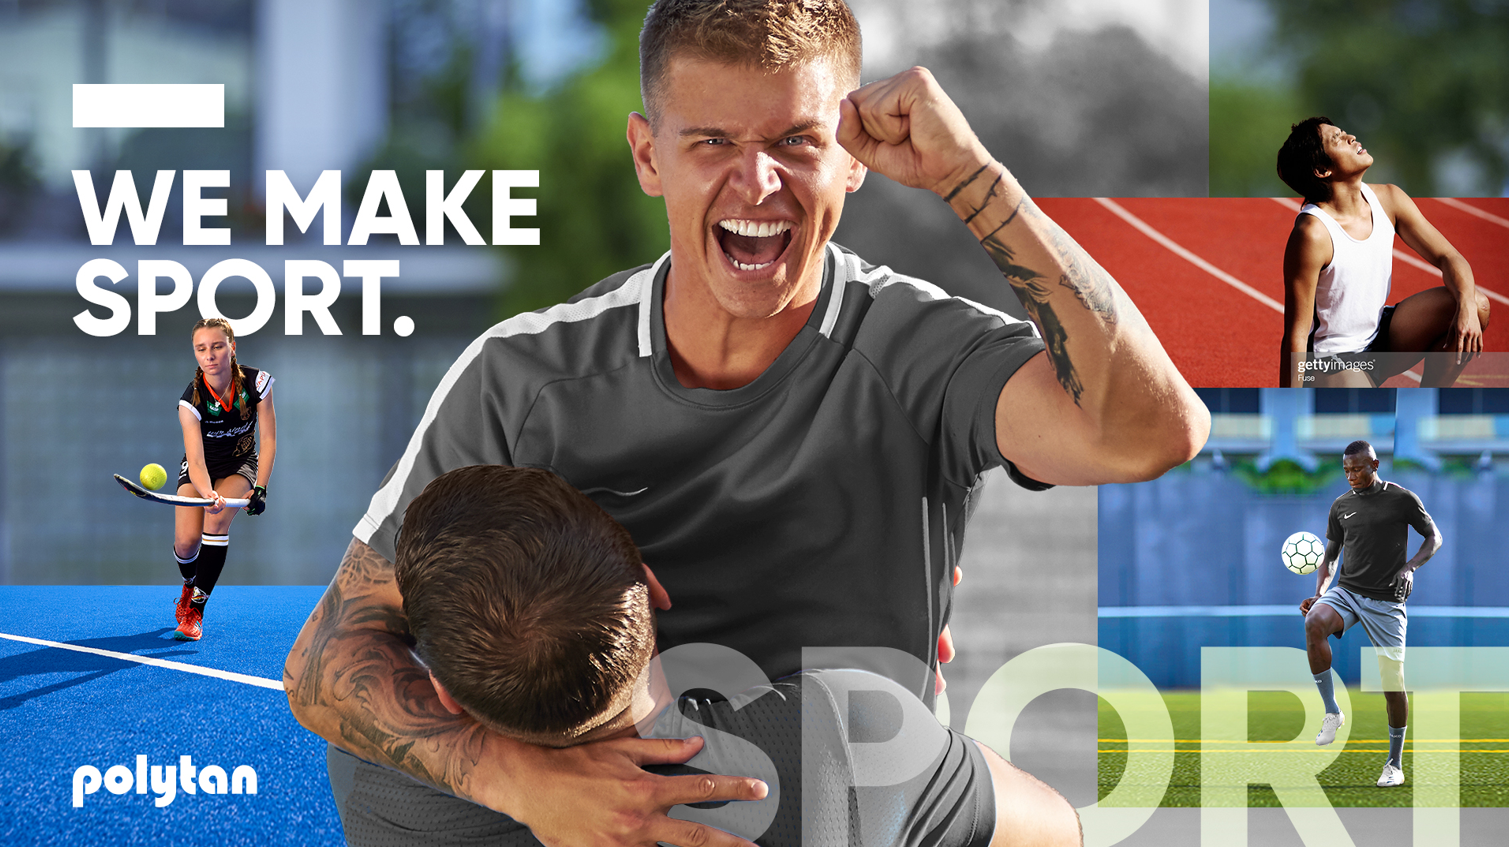 WE MAKE
SPORT.
gettyimages®
Fuse
polytan
SPORT